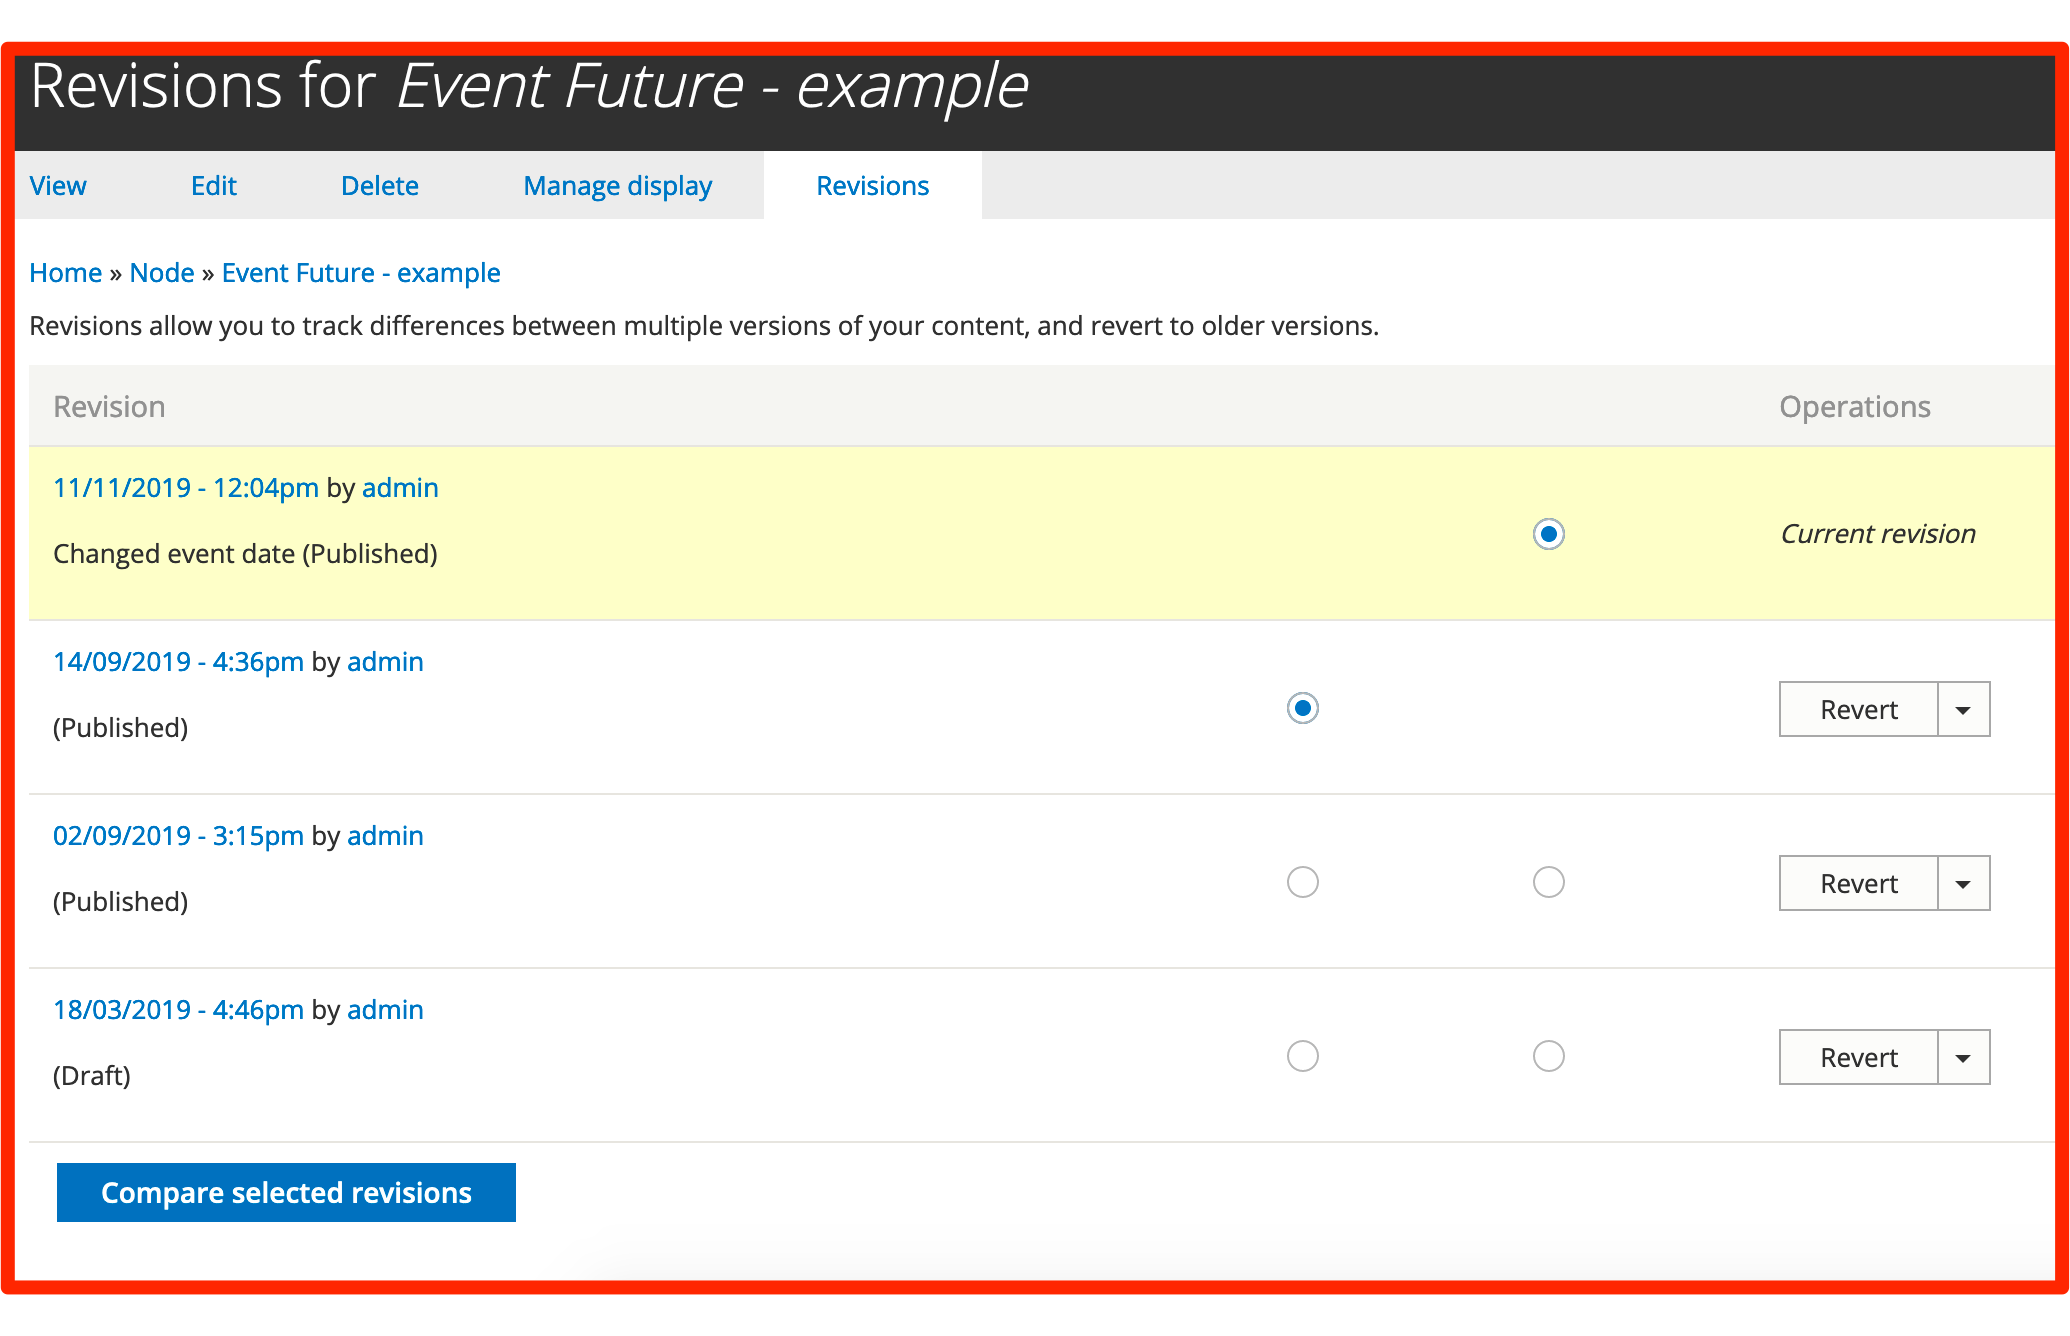 Revisions for Event Future - example
View Edit Delete Manage display Revisions
Home » Node » Event Future - example
Revisions allow you to track differences between multiple versions of your content, and revert to older versions.
Revision Operations
11/11/2019 - 12:04pm by admin
Changed event date (Published)
Current revision
14/09/2019 - 4:36pm by admin
(Published)
Revert
02/09/2019 - 3:15pm by admin
(Published)
Revert
18/03/2019 - 4:46pm by admin
(Draft)
Revert
Compare selected revisions